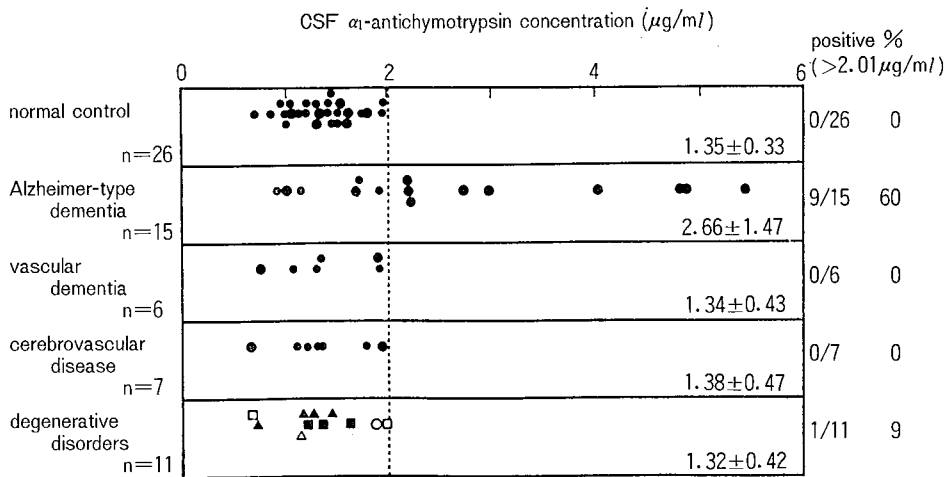 CSF α₁-antichymotrypsin concentration (μg/ml)
positive %
(>2.01μg/ml)
0 2 4 6
normal control
n=26
1.35±0.33
0/26 0
Alzheimer-type
dementia
n=15
2.66±1.47
9/15 60
vascular
dementia
n=6
1.34±0.43
0/6 0
cerebrovascular
disease
n=7
1.38±0.47
0/7 0
degenerative
disorders
n=11
1.32±0.42
1/11 9